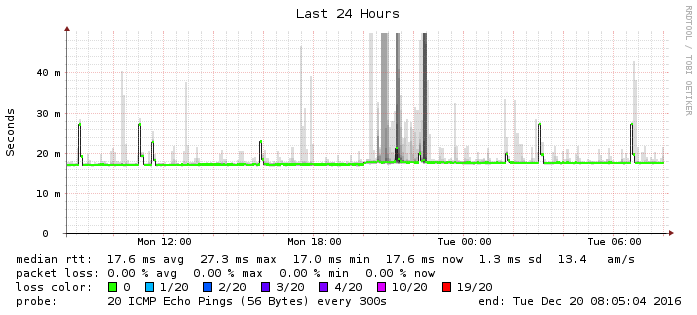 Last 24 Hours
RRDTOOL / TOBI OETIKER
Seconds
40 m
30 m
20 m
10 m
0
Mon 12:00 Mon 18:00 Tue 00:00 Tue 06:00
median rtt: 17.6 ms avg 27.3 ms max 17.0 ms min 17.6 ms now 1.3 ms sd 13.4 am/s
packet loss: 0.00 % avg 0.00 % max 0.00 % min 0.00 % now
loss color: 0 1/20 2/20 3/20 4/20 10/20 19/20
probe: 20 ICMP Echo Pings (56 Bytes) every 300s end: Tue Dec 20 08:05:04 2016